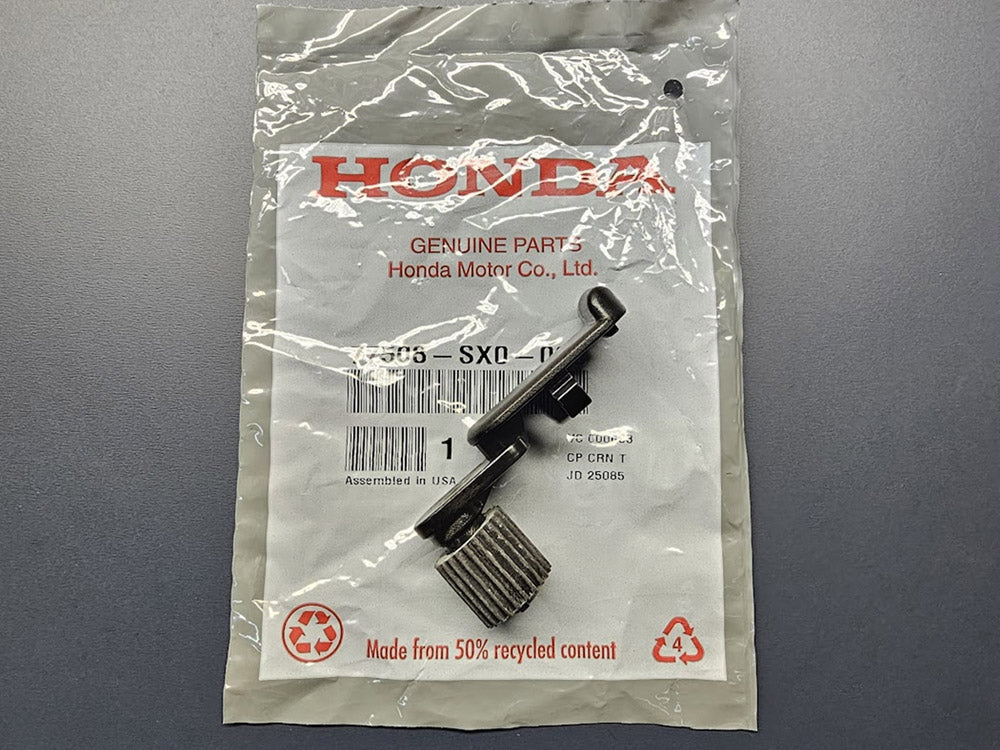 HONDA
GENUINE PARTS
Honda Motor Co., Ltd.
SX0
1
CP CRN T
Assembled in USA
JD 25085
Made from 50% recycled content
4